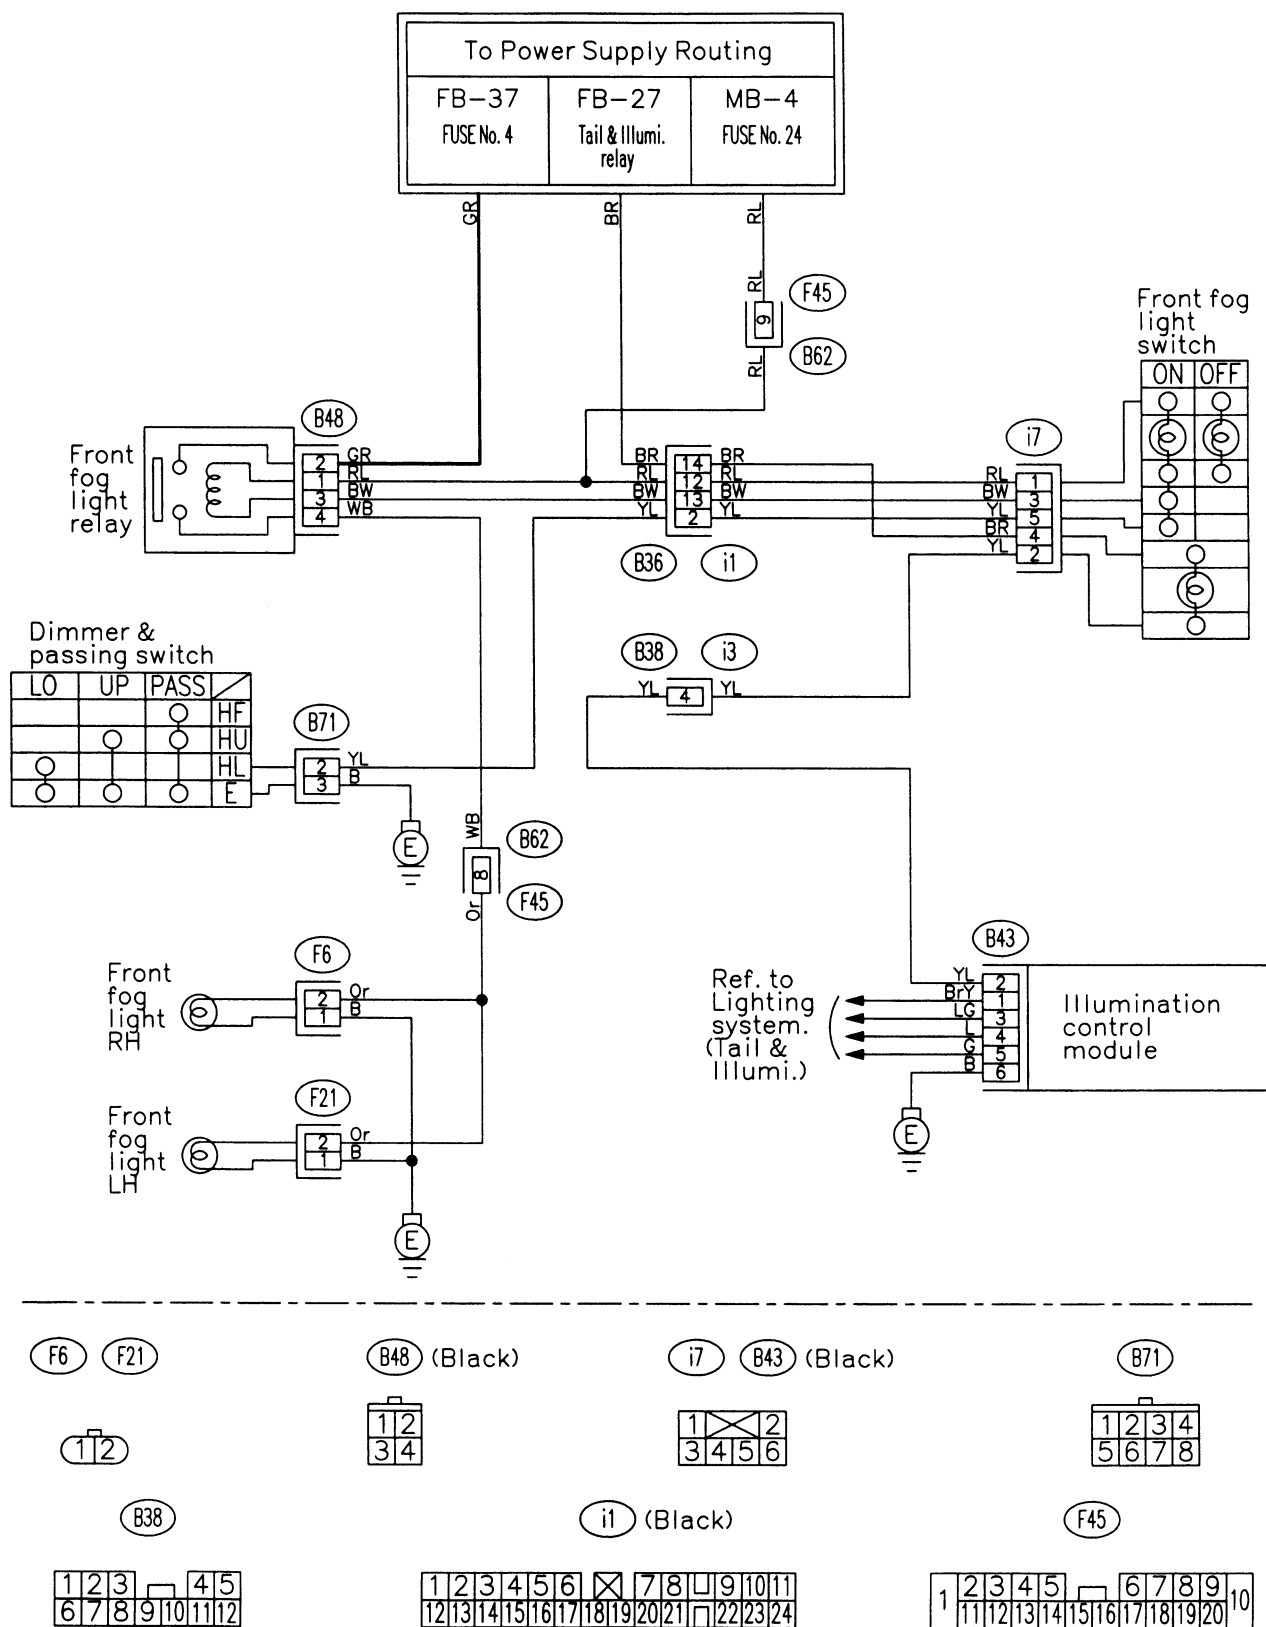 To Power Supply Routing
FB-37 FB-27 MB-4
FUSE No. 4 Tail & Illumi. FUSE No. 24
relay
GR BR RL
RL F45
9
RL B62
Front fog
light
switch
ON OFF
Front
fog
light
relay
B48
2 GR
1 RL
3 BW
4 WB
BR 14 BR
RL 12 RL
BW 13 BW
YL 2 YL
B36 i1
i7
RL 1
BW 3
YL 5
BR 4
YL 2
B38 i3
YL 4 YL
Dimmer &
passing switch
LO UP PASS
HF
HU
HL
E
B71
2 YL
3 B
E
WB B62
8
Or F45
Front
fog
light
RH
F6
2 Or
1 B
Front
fog
light
LH
F21
2 Or
1 B
E
Ref. to
Lighting
system.
(Tail &
Illumi.)
B43
YL 2
BrY 1
LG 3
L 4
G 5
B 6
Illumination
control
module
E
F6 F21
1 2
B48 (Black)
1 2
3 4
i7 B43 (Black)
1 2
3 4 5 6
B71
1 2 3 4
5 6 7 8
B38
1 2 3 4 5
6 7 8 9 10 11 12
i1 (Black)
1 2 3 4 5 6 7 8 9 10 11
12 13 14 15 16 17 18 19 20 21 22 23 24
F45
1 2 3 4 5 6 7 8 9 10
11 12 13 14 15 16 17 18 19 20